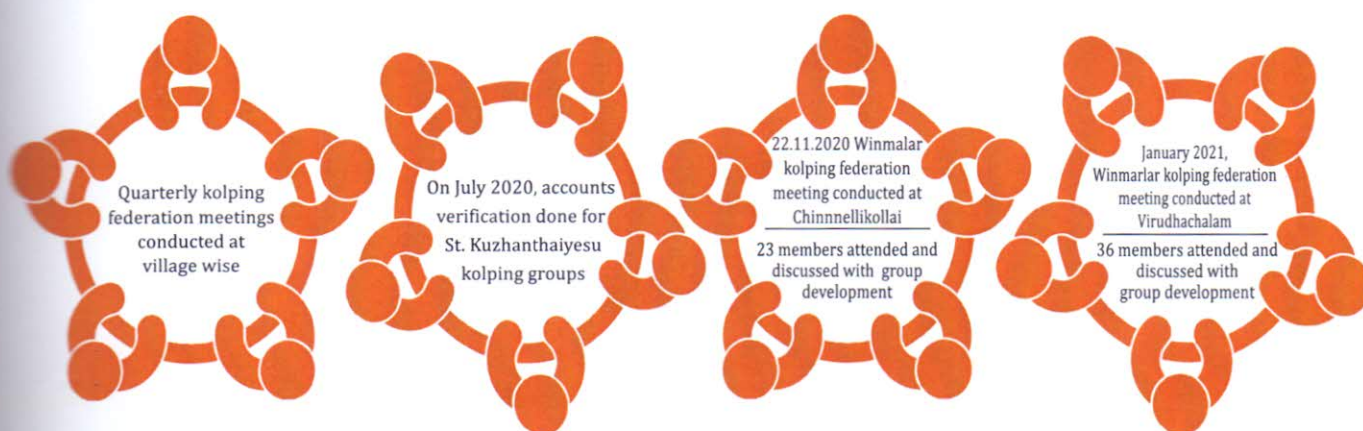 Quarterly kolping
federation meetings
conducted at
village wise
On July 2020, accounts
verification done for
St. Kuzhanthaiyesu
kolping groups
22.11.2020 Winmalar
kolping federation
meeting conducted at
Chinnnellikollai
23 members attended and
discussed with group
development
January 2021,
Winmarlar kolping federation
meeting conducted at
Virudhachalam
36 members attended and
discussed with
group development